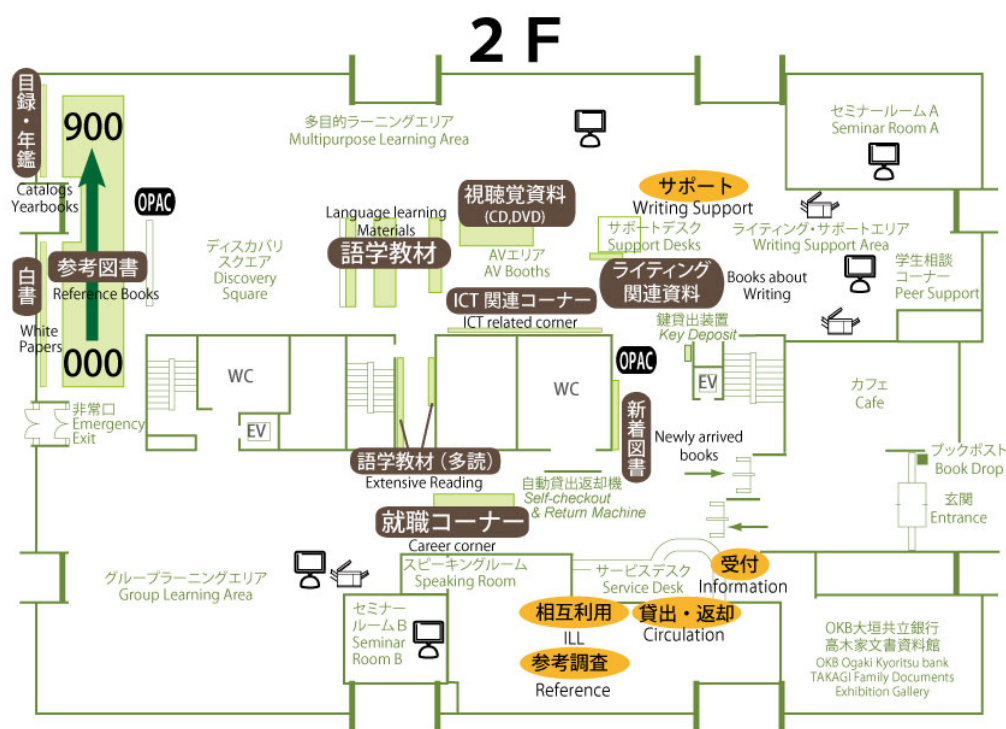 2F
目録・年鑑
Catalogs
Yearbooks
900
000
参考図書
Reference Books
白書
White
Papers
OPAC
ディスカバリ
スクエア
Discovery
Square
多目的ラーニングエリア
Multipurpose Learning Area
Language learning
Materials
語学教材
視聴覚資料
(CD,DVD)
AVエリア
AV Booths
サポート
Writing Support
サポートデスク
Support Desks
セミナールーム A
Seminar Room A
ライティング・サポートエリア
Writing Support Area
ライティング
関連資料
Books about
Writing
学生相談
コーナー
Peer Support
ICT 関連コーナー
ICT related corner
鍵貸出装置
Key Deposit
WC
EV
WC
OPAC
EV
カフェ
Cafe
非常口
Emergency
Exit
新着図書
Newly arrived
books
語学教材（多読）
Extensive Reading
自動貸出返却機
Self-checkout
& Return Machine
ブックポスト
Book Drop
玄関
Entrance
就職コーナー
Career corner
スピーキングルーム
Speaking Room
サービスデスク
Service Desk
受付
Information
グループラーニングエリア
Group Learning Area
セミナー
ルーム B
Seminar
Room B
相互利用
ILL
貸出・返却
Circulation
参考調査
Reference
OKB大垣共立銀行
高木家文書資料館
OKB Ogaki Kyoritsu bank
TAKAGI Family Documents
Exhibition Gallery